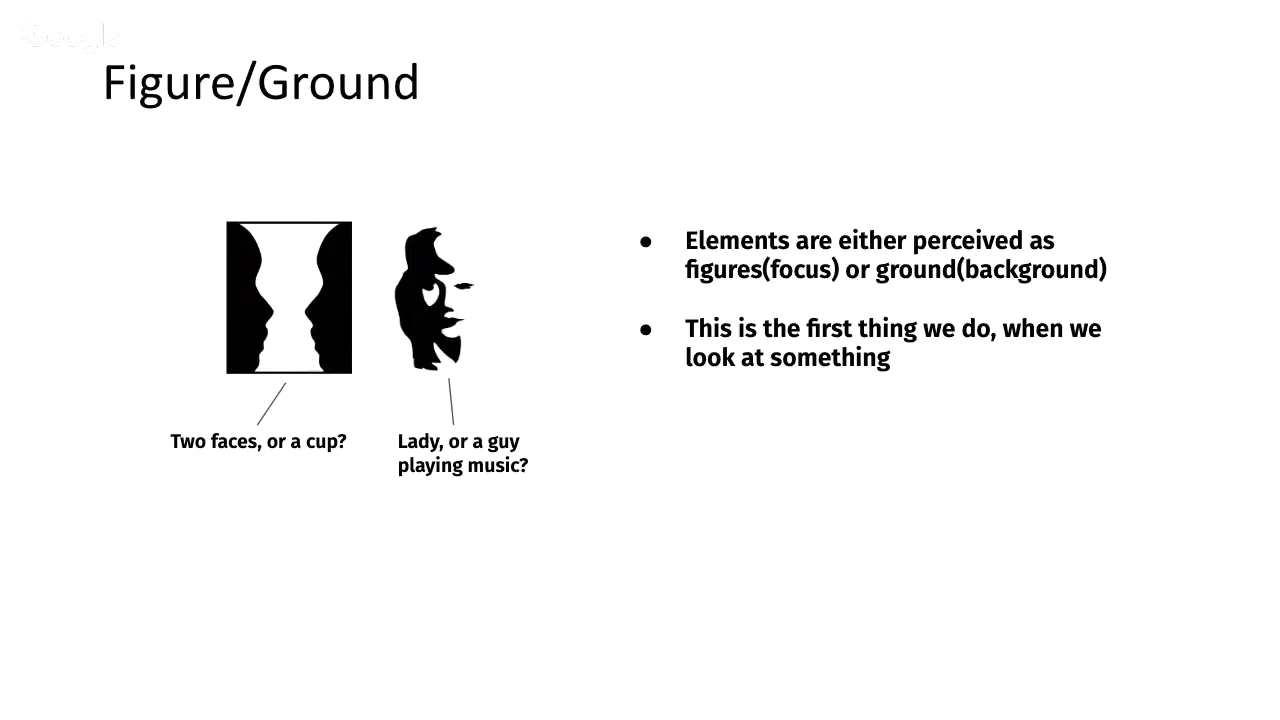 Google
Figure/Ground
● Elements are either perceived as
figures(focus) or ground(background)
● This is the first thing we do, when we
look at something
Two faces, or a cup?
Lady, or a guy
playing music?